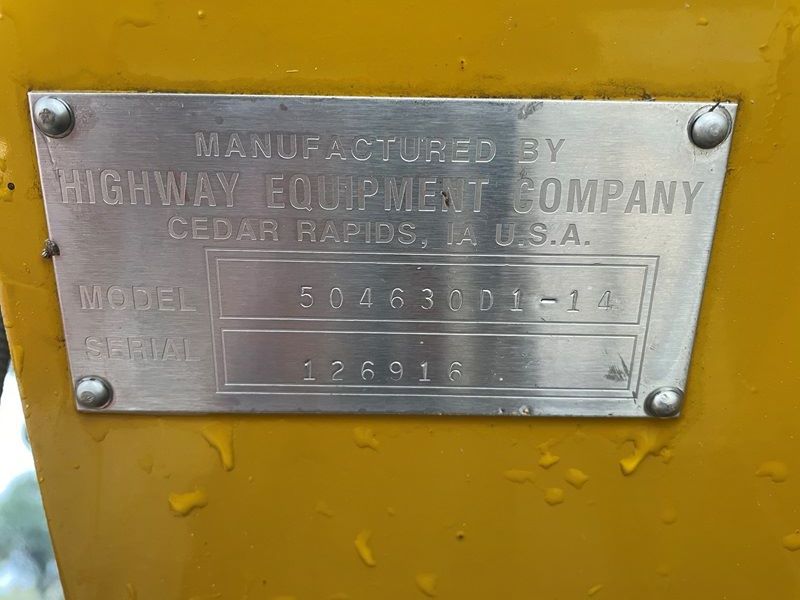 MANUFACTURED BY
HIGHWAY EQUIPMENT COMPANY
CEDAR RAPIDS, IA U.S.A.
MODEL 504630D1-14
SERIAL 126916